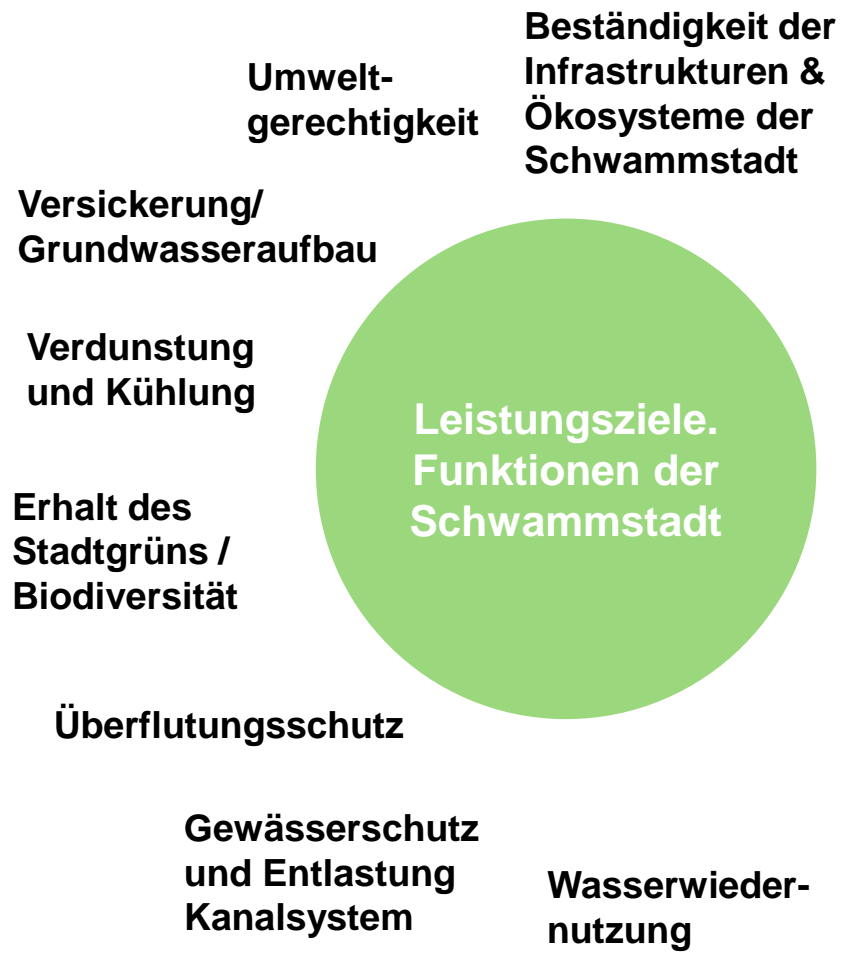 Beständigkeit der
Infrastrukturen &
Ökosysteme der
Schwammstadt
Umwelt-
gerechtigkeit
Versickerung/
Grundwasseraufbau
Verdunstung
und Kühlung
Leistungsziele.
Funktionen der
Schwammstadt
Erhalt des
Stadtgrüns /
Biodiversität
Überflutungsschutz
Gewässerschutz
und Entlastung
Kanalsystem
Wasserwieder-
nutzung